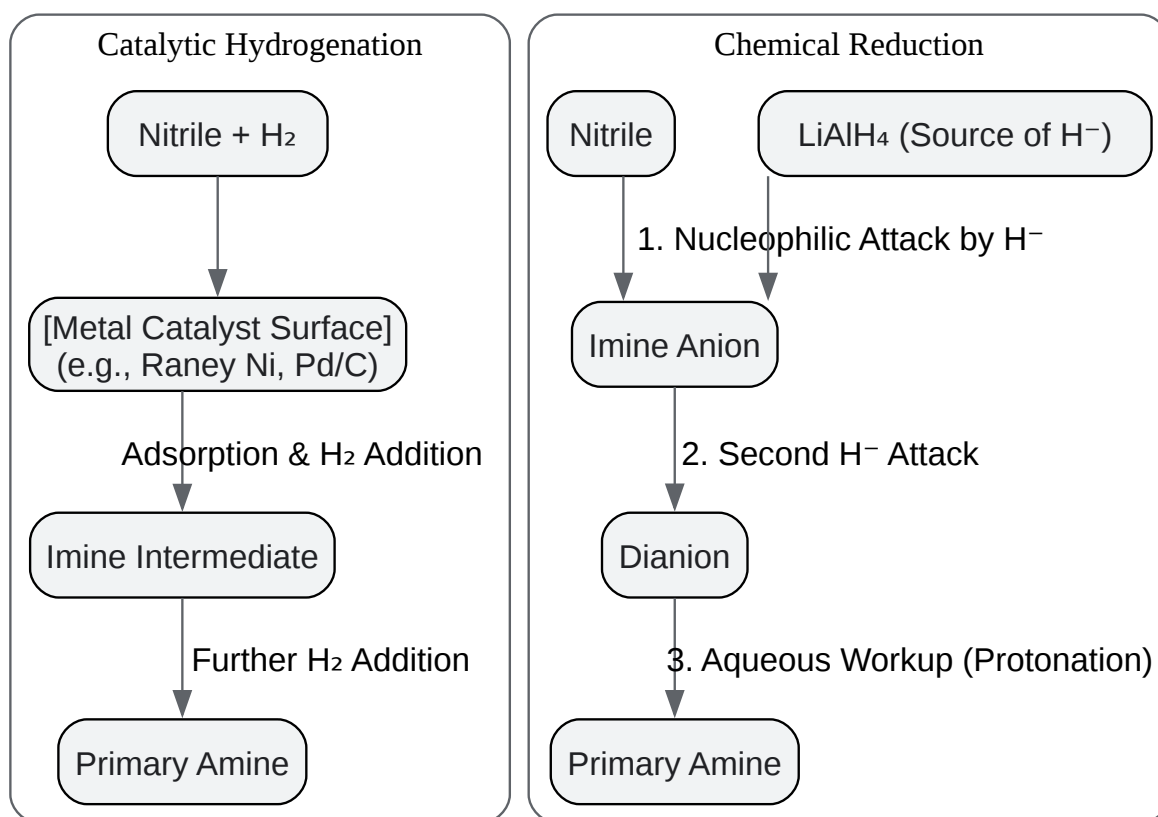 Catalytic Hydrogenation
Nitrile + H₂
[Metal Catalyst Surface]
(e.g., Raney Ni, Pd/C)
Adsorption & H₂ Addition
Imine Intermediate
Further H₂ Addition
Primary Amine
Chemical Reduction
Nitrile
LiAlH₄ (Source of H⁻)
1. Nucleophilic Attack by H⁻
Imine Anion
2. Second H⁻ Attack
Dianion
3. Aqueous Workup (Protonation)
Primary Amine